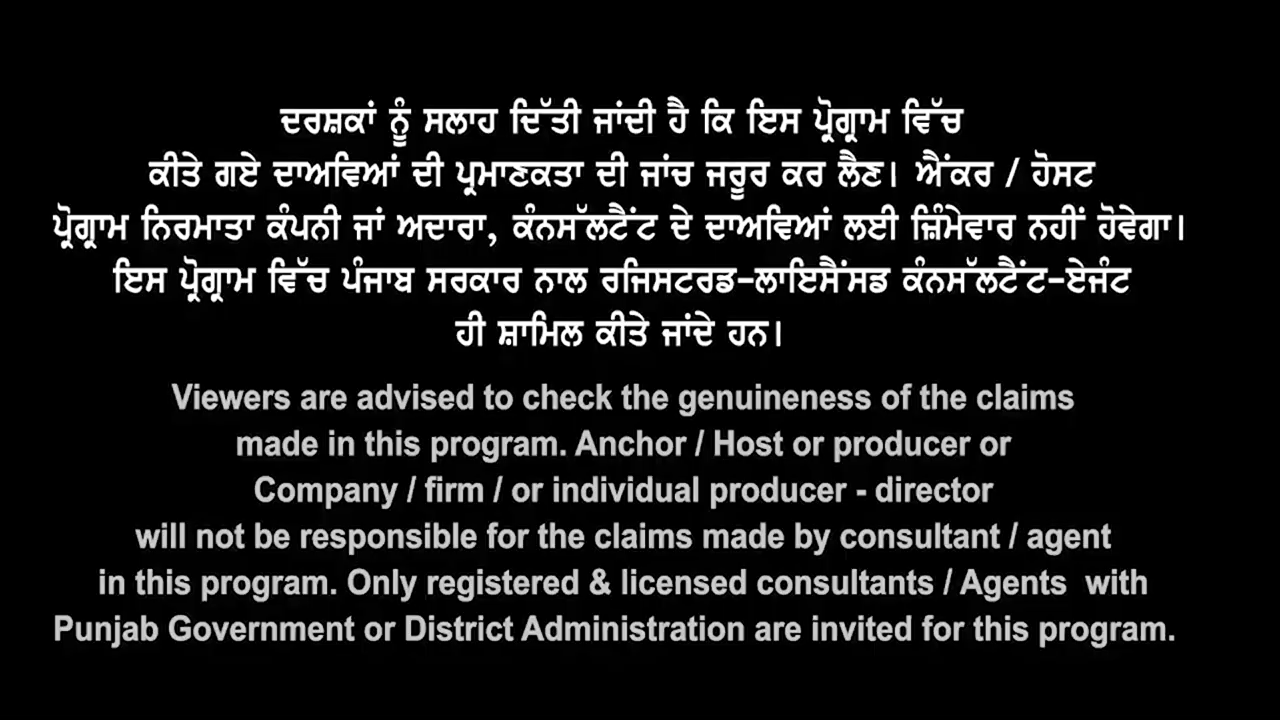 ਦਰਸ਼ਕਾਂ ਨੂੰ ਸਲਾਹ ਦਿੱਤੀ ਜਾਂਦੀ ਹੈ ਕਿ ਇਸ ਪ੍ਰੋਗ੍ਰਾਮ ਵਿੱਚ
ਕੀਤੇ ਗਏ ਦਾਅਵਿਆਂ ਦੀ ਪ੍ਰਮਾਣਕਤਾ ਦੀ ਜਾਂਚ ਜਰੂਰ ਕਰ ਲੈਣ। ਐਂਕਰ / ਹੋਸਟ
ਪ੍ਰੋਗ੍ਰਾਮ ਨਿਰਮਾਤਾ ਕੰਪਨੀ ਜਾਂ ਅਦਾਰਾ, ਕੰਨਸੱਲਟੈਂਟ ਦੇ ਦਾਅਵਿਆਂ ਲਈ ਜ਼ਿੰਮੇਵਾਰ ਨਹੀਂ ਹੋਵੇਗਾ।
ਇਸ ਪ੍ਰੋਗ੍ਰਾਮ ਵਿੱਚ ਪੰਜਾਬ ਸਰਕਾਰ ਨਾਲ ਰਜਿਸਟਰਡ-ਲਾਇਸੈਂਸਡ ਕੰਨਸੱਲਟੈਂਟ-ਏਜੰਟ
ਹੀ ਸ਼ਾਮਿਲ ਕੀਤੇ ਜਾਂਦੇ ਹਨ।
Viewers are advised to check the genuineness of the claims
made in this program. Anchor / Host or producer or
Company / firm / or individual producer - director
will not be responsible for the claims made by consultant / agent
in this program. Only registered & licensed consultants / Agents with
Punjab Government or District Administration are invited for this program.